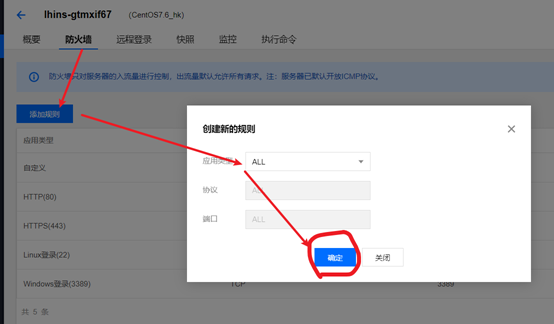 lhins-gtmxif67 (CentOS7.6_hk)
概要 防火墙 远程登录 快照 监控 执行命令
防火墙只对服务器的入流量进行控制，出流量默认允许所有请求。注：服务器已默认开放ICMP协议。
添加规则
创建新的规则
应用类型
自定义
HTTP(80)
HTTPS(443)
Linux登录(22)
Windows登录(3389) TCP 3389
共 5 条
应用类型 ALL
协议 ALL
端口 ALL
确定 关闭